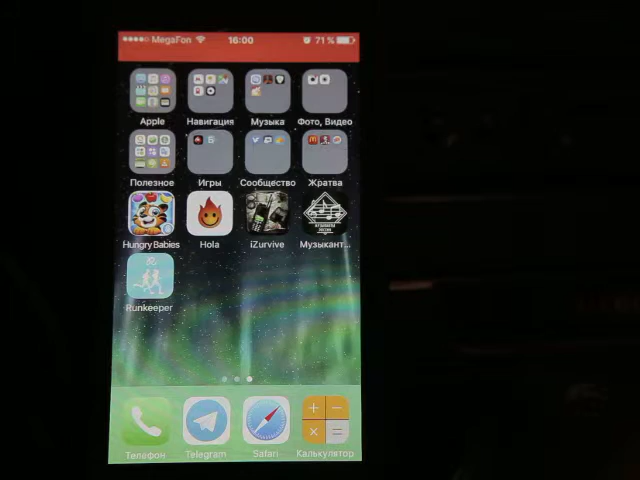 MegaFon 16:00 71 %
Apple Навигация Музыка Фото, Видео
Полезное Игры Сообщество Жратва
Hungry Babies Hola iZurvive Музыкант...
Runkeeper
Телефон Telegram Safari Калькулятор